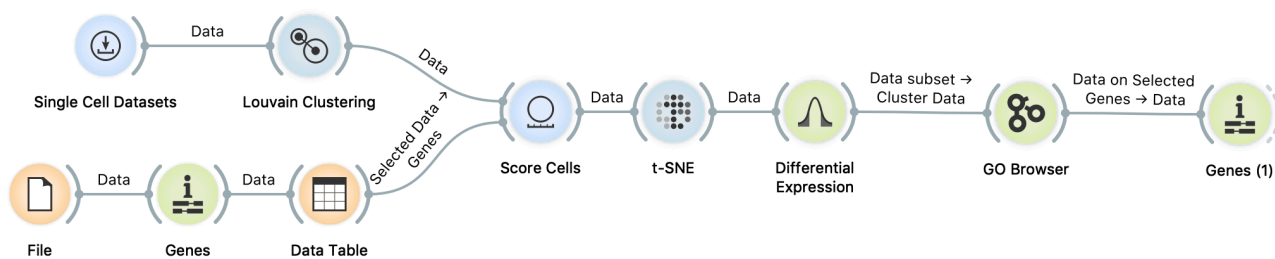 Data
Single Cell Datasets
Louvain Clustering
Data
Selected Data →
Genes
Score Cells
Data
t-SNE
Data
Differential
Expression
Data subset →
Cluster Data
GO Browser
Data on Selected
Genes → Data
Genes (1)
File
Data
Genes
Data
Data Table